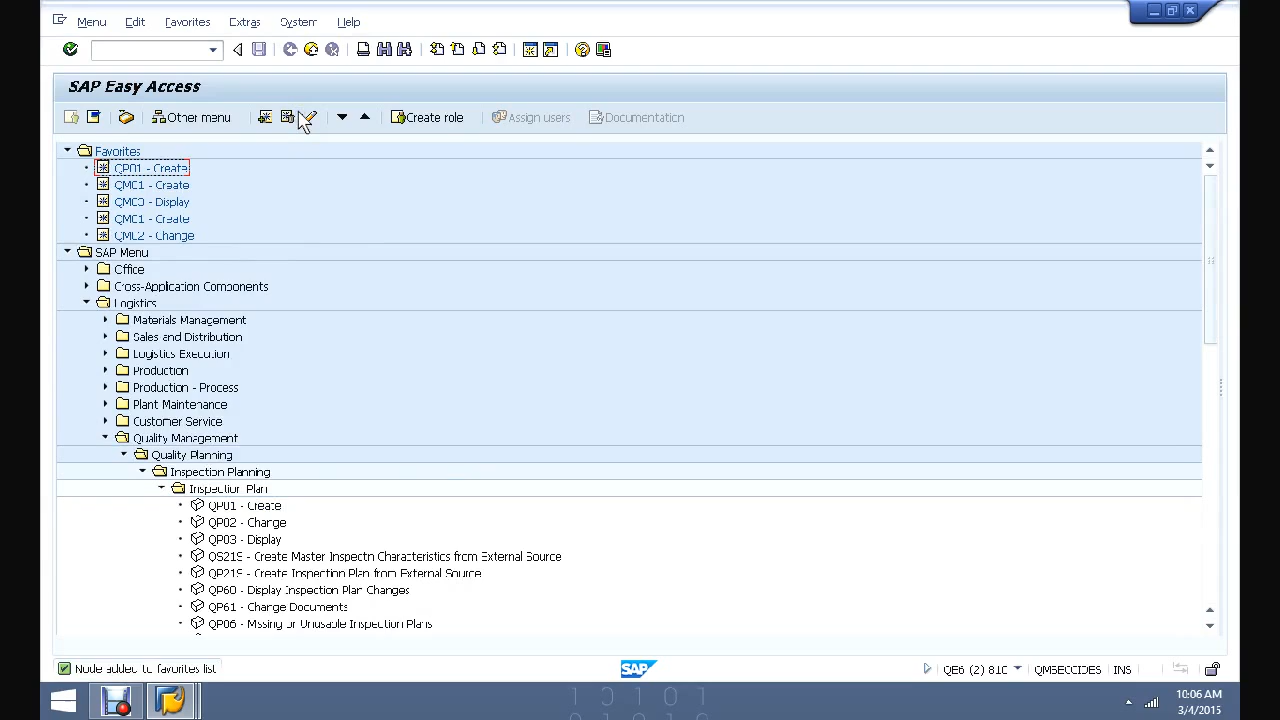 Menu Edit Favorites Extras System Help
SAP Easy Access
Other menu Create role Assign users Documentation
Favorites
QP01 - Create
QMC1 - Create
QMC3 - Display
QMC1 - Create
QMC2 - Change
SAP Menu
Office
Cross-Application Components
Logistics
Materials Management
Sales and Distribution
Logistics Execution
Production
Production - Process
Plant Maintenance
Customer Service
Quality Management
Quality Planning
Inspection Planning
Inspection Plan
QP01 - Create
QP02 - Change
QP03 - Display
QS21S - Create Master Inspectn Characteristics from External Source
QP21S - Create Inspection Plan from External Source
QP60 - Display Inspection Plan Changes
QP61 - Change Documents
QP06 - Missing or Unusable Inspection Plans
Node added to favorites list
SAP
QE6 (2) 810 QMSECCIDES INS
10:06 AM
3/4/2015